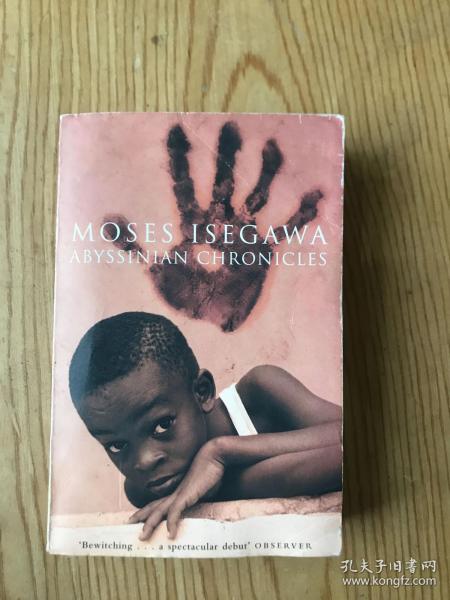 MOSES ISEGAWA
ABYSSINIAN CHRONICLES
'Bewitching . . . a spectacular debut' OBSERVER
孔夫子旧书网
www.kongfz.com